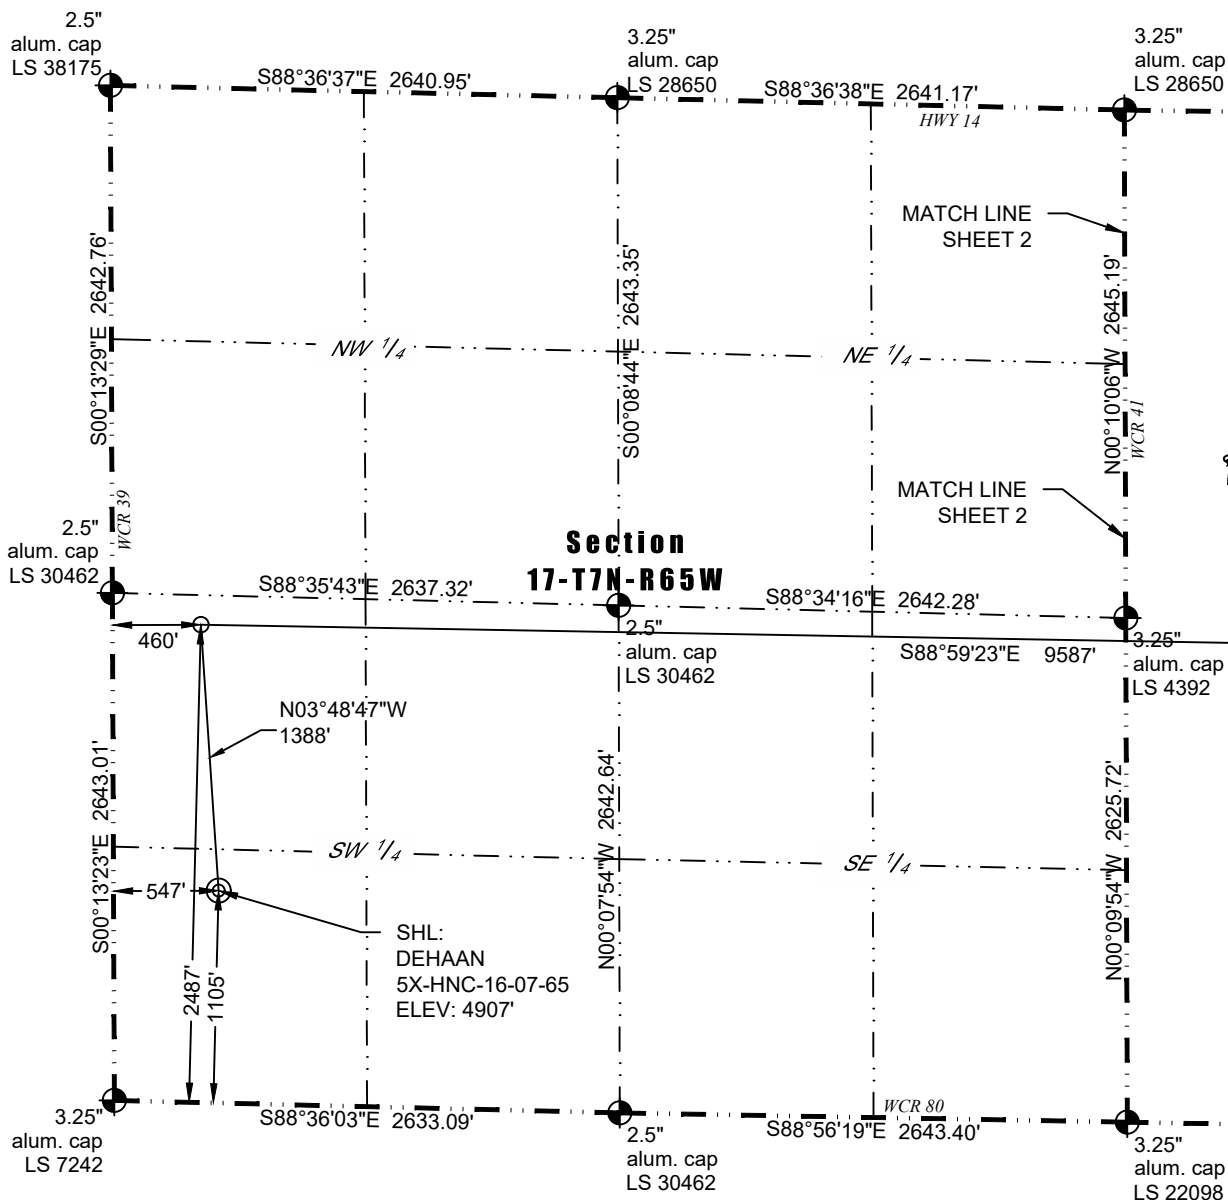 2.5"
alum. cap
LS 38175
3.25"
alum. cap
LS 28650
3.25"
alum. cap
LS 28650
S88°36'37"E 2640.95'
S88°36'38"E 2641.17'
HWY 14
MATCH LINE
SHEET 2
S00°13'29"E 2642.76'
S00°08'44"E 2643.35'
N00°10'06"W 2645.19'
NW 1/4
NE 1/4
WCR 39
WCR 41
MATCH LINE
SHEET 2
2.5"
alum. cap
LS 30462
Section
17-T7N-R65W
S88°35'43"E 2637.32'
S88°34'16"E 2642.28'
460'
2.5"
alum. cap
LS 30462
S88°59'23"E 9587'
3.25"
alum. cap
LS 4392
N03°48'47"W
1388'
S00°13'23"E 2643.01'
N00°07'54"W 2642.64'
N00°09'54"W 2625.72'
SW 1/4
SE 1/4
547'
SHL:
DEHAAN
5X-HNC-16-07-65
ELEV: 4907'
2487'
1105'
3.25"
alum. cap
LS 7242
S88°36'03"E 2633.09'
2.5"
alum. cap
LS 30462
WCR 80
S88°56'19"E 2643.40'
3.25"
alum. cap
LS 22098